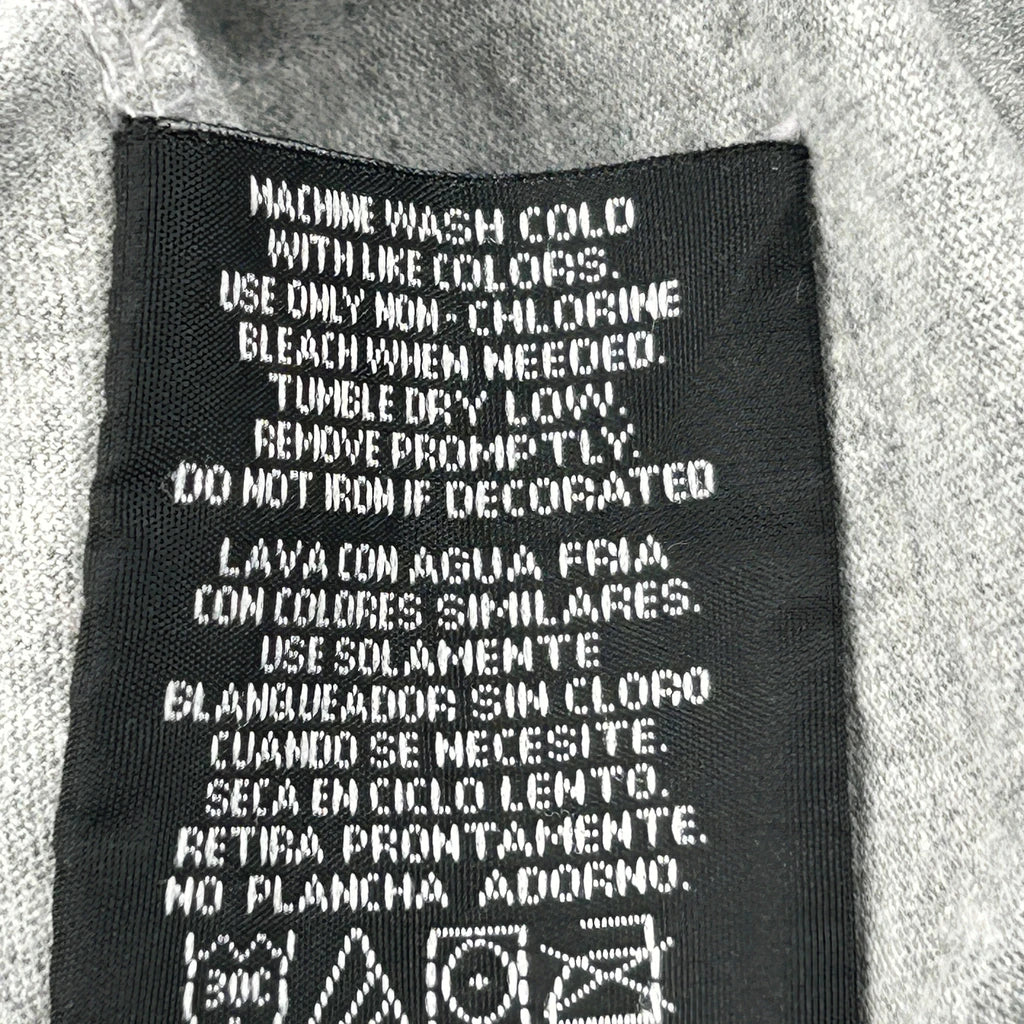 MACHINE WASH COLD
WITH LIKE COLORS.
USE ONLY NON-CHLORINE
BLEACH WHEN NEEDED.
TUMBLE DRY LOW.
REMOVE PROMPTLY.
DO NOT IRON IF DECORATED
LAVA CON AGUA FRIA
CON COLORES SIMILARES.
USE SOLAMENTE
BLANQUEADOR SIN CLORO
CUANDO SE NECESITE.
SECA EN CICLO LENTO.
RETIRA PRONTAMENTE.
NO PLANCHA ADORNO.
30C